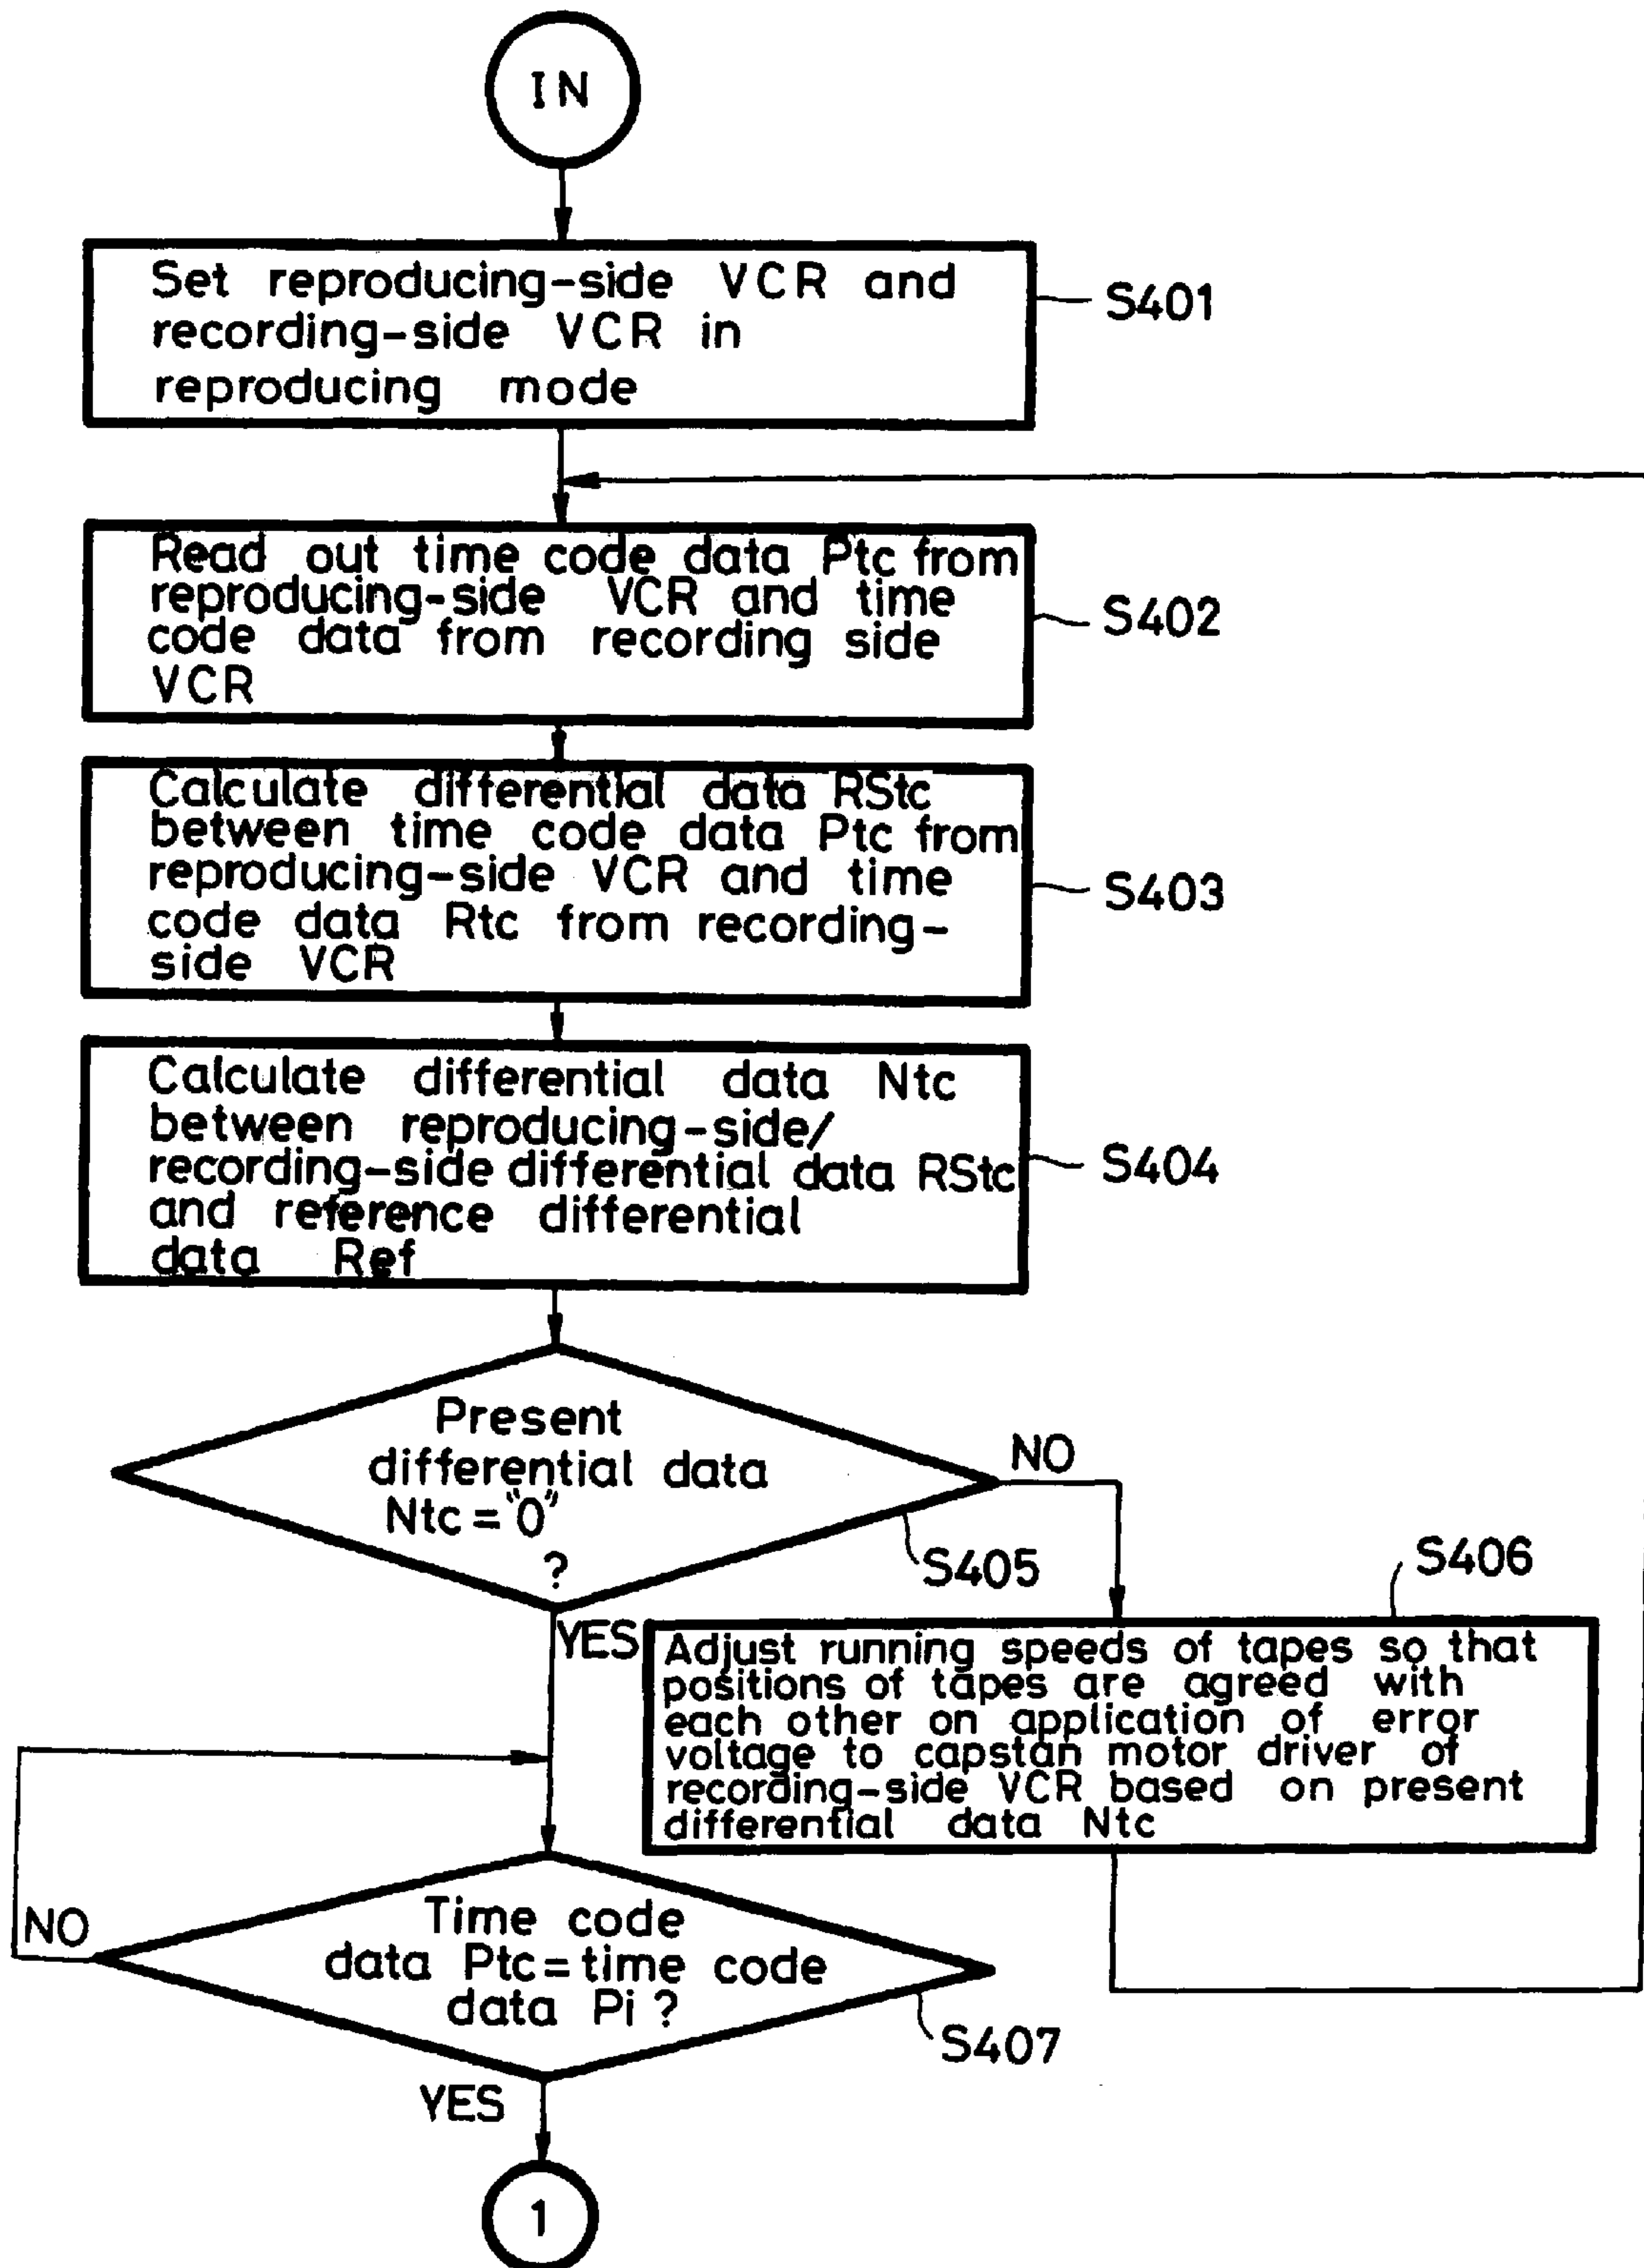 IN
Set reproducing-side VCR and
recording-side VCR in
reproducing mode
S401
Read out time code data Ptc from
reproducing-side VCR and time
code data from recording side
VCR
S402
Calculate differential data RStc
between time code data Ptc from
reproducing-side VCR and time
code data Rtc from recording-
side VCR
S403
Calculate differential data Ntc
between reproducing-side/
recording-side differential data RStc
and reference differential
data Ref
S404
Present
differential data
Ntc = "0"
?
NO
S405
YES
S406
Adjust running speeds of tapes so that
positions of tapes are agreed with
each other on application of error
voltage to capstan motor driver of
recording-side VCR based on present
differential data Ntc
NO
Time code
data Ptc = time code
data Pi ?
S407
YES
1